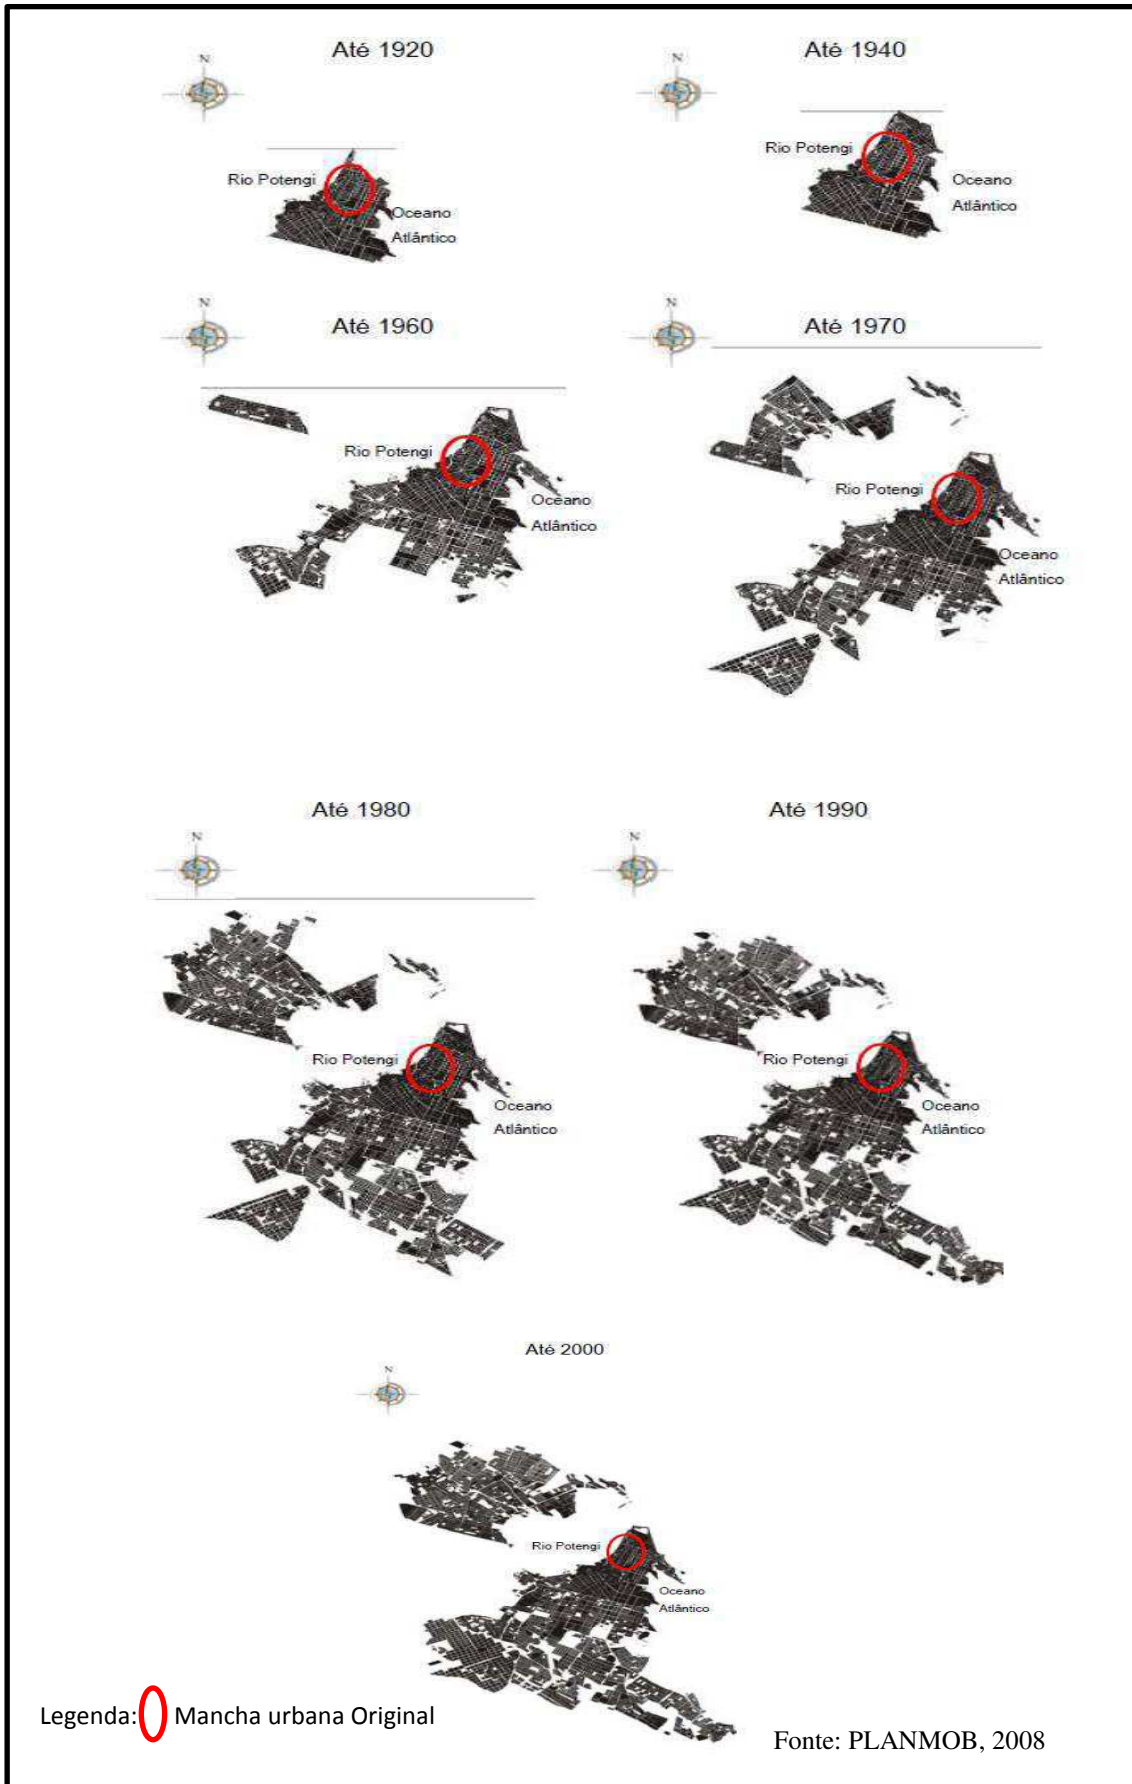 Até 1920
N
Rio Potengi
Oceano
Atlântico
Até 1940
N
Rio Potengi
Oceano
Atlântico
Até 1960
N
Rio Potengi
Oceano
Atlântico
Até 1970
N
Rio Potengi
Oceano
Atlântico
Até 1980
N
Rio Potengi
Oceano
Atlântico
Até 1990
N
Rio Potengi
Oceano
Atlântico
Até 2000
N
Rio Potengi
Oceano
Atlântico
Legenda: Mancha urbana Original
Fonte: PLANMOB, 2008